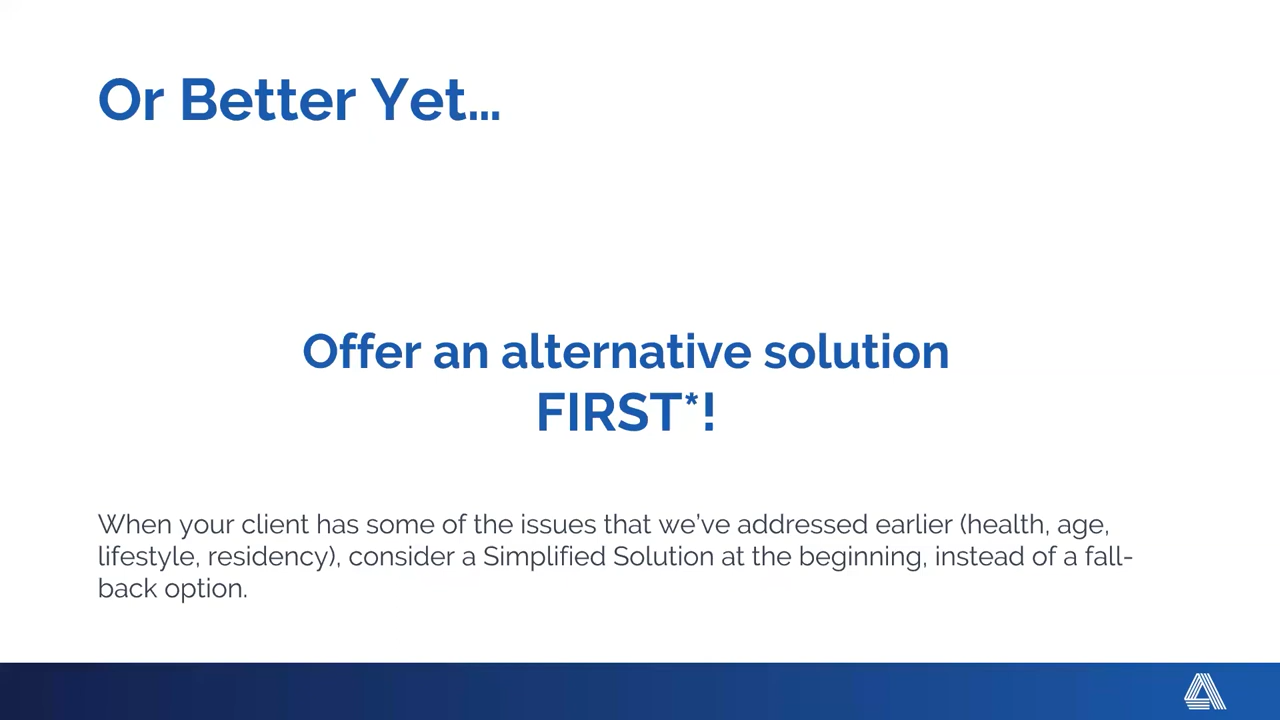 Or Better Yet...
Offer an alternative solution
FIRST*!
When your client has some of the issues that we've addressed earlier (health, age,
lifestyle, residency), consider a Simplified Solution at the beginning, instead of a fall-
back option.